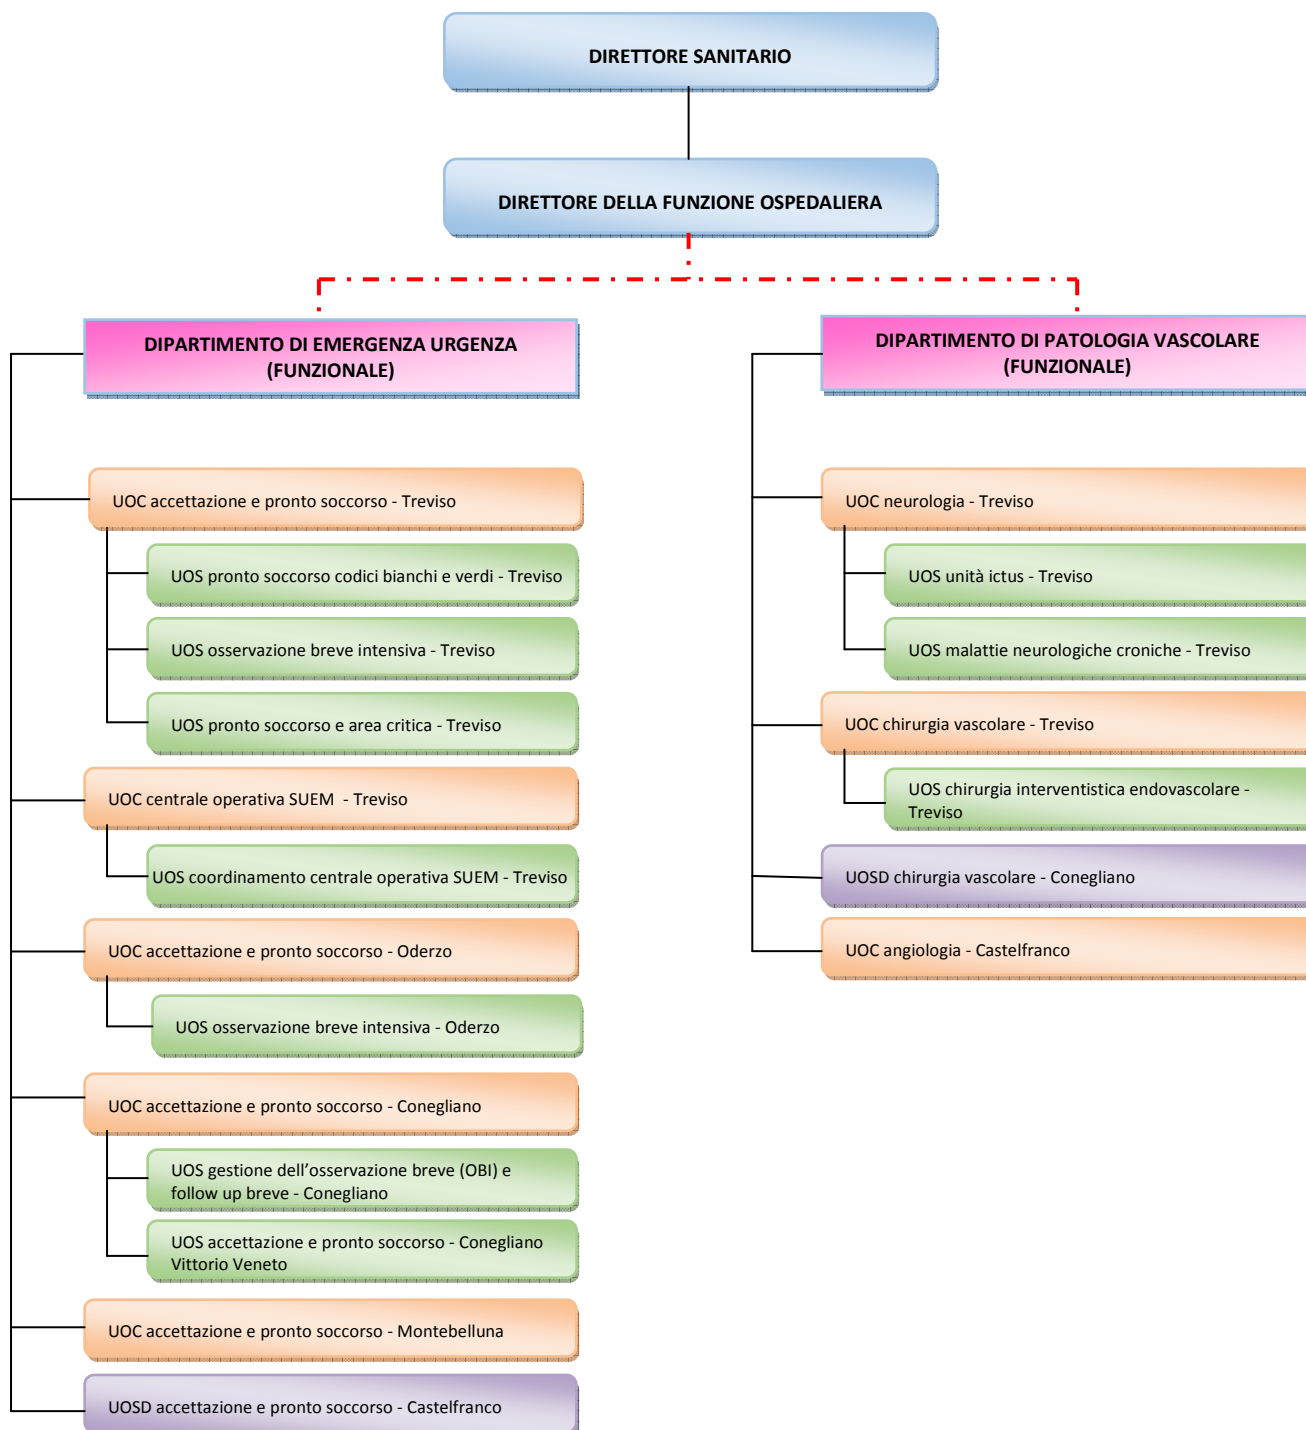 DIRETTORE SANITARIO
DIRETTORE DELLA FUNZIONE OSPEDALIERA
DIPARTIMENTO DI EMERGENZA URGENZA
(FUNZIONALE)
UOC accettazione e pronto soccorso - Treviso
UOS pronto soccorso codici bianchi e verdi - Treviso
UOS osservazione breve intensiva - Treviso
UOS pronto soccorso e area critica - Treviso
UOC centrale operativa SUEM - Treviso
UOS coordinamento centrale operativa SUEM - Treviso
UOC accettazione e pronto soccorso - Oderzo
UOS osservazione breve intensiva - Oderzo
UOC accettazione e pronto soccorso - Conegliano
UOS gestione dell’osservazione breve (OBI) e
follow up breve - Conegliano
UOS accettazione e pronto soccorso - Conegliano
Vittorio Veneto
UOC accettazione e pronto soccorso - Montebelluna
UOSD accettazione e pronto soccorso - Castelfranco
DIPARTIMENTO DI PATOLOGIA VASCOLARE
(FUNZIONALE)
UOC neurologia - Treviso
UOS unità ictus - Treviso
UOS malattie neurologiche croniche - Treviso
UOC chirurgia vascolare - Treviso
UOS chirurgia interventistica endovascolare -
Treviso
UOSD chirurgia vascolare - Conegliano
UOC angiologia - Castelfranco